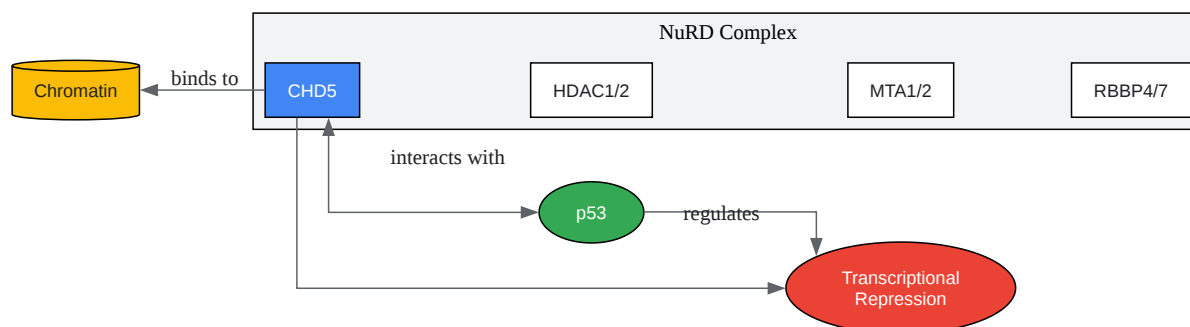 NuRD Complex
Chromatin
binds to
CHD5
HDAC1/2
MTA1/2
RBBP4/7
interacts with
p53
regulates
Transcriptional
Repression